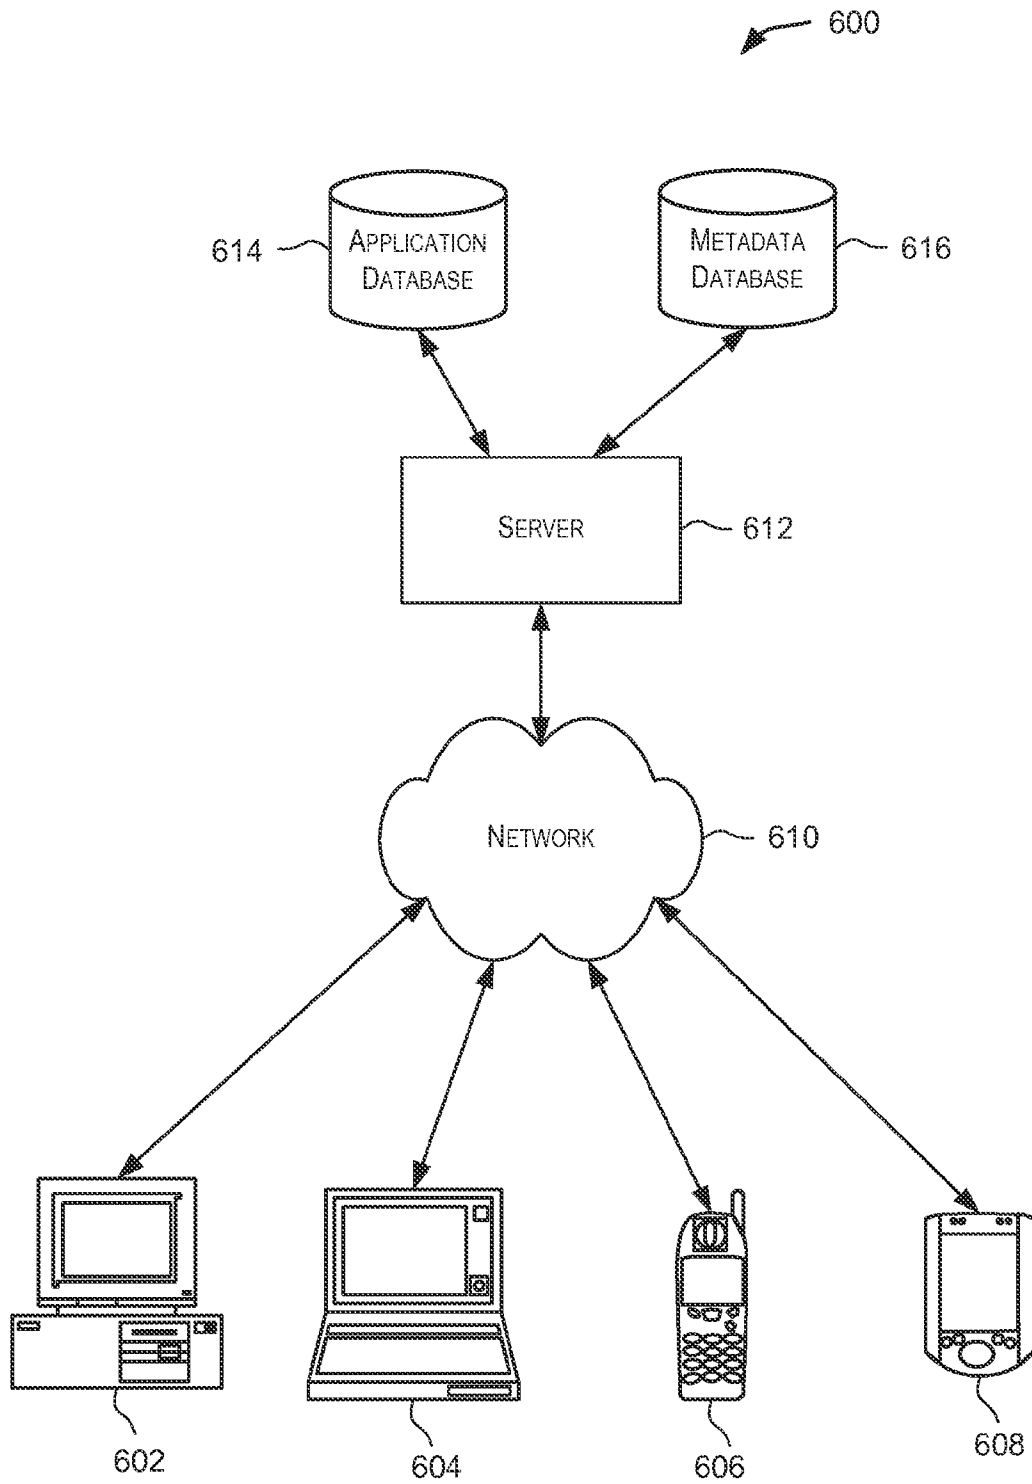 600
614
APPLICATION
DATABASE
METADATA
DATABASE
616
SERVER
612
NETWORK
610
602
604
606
608